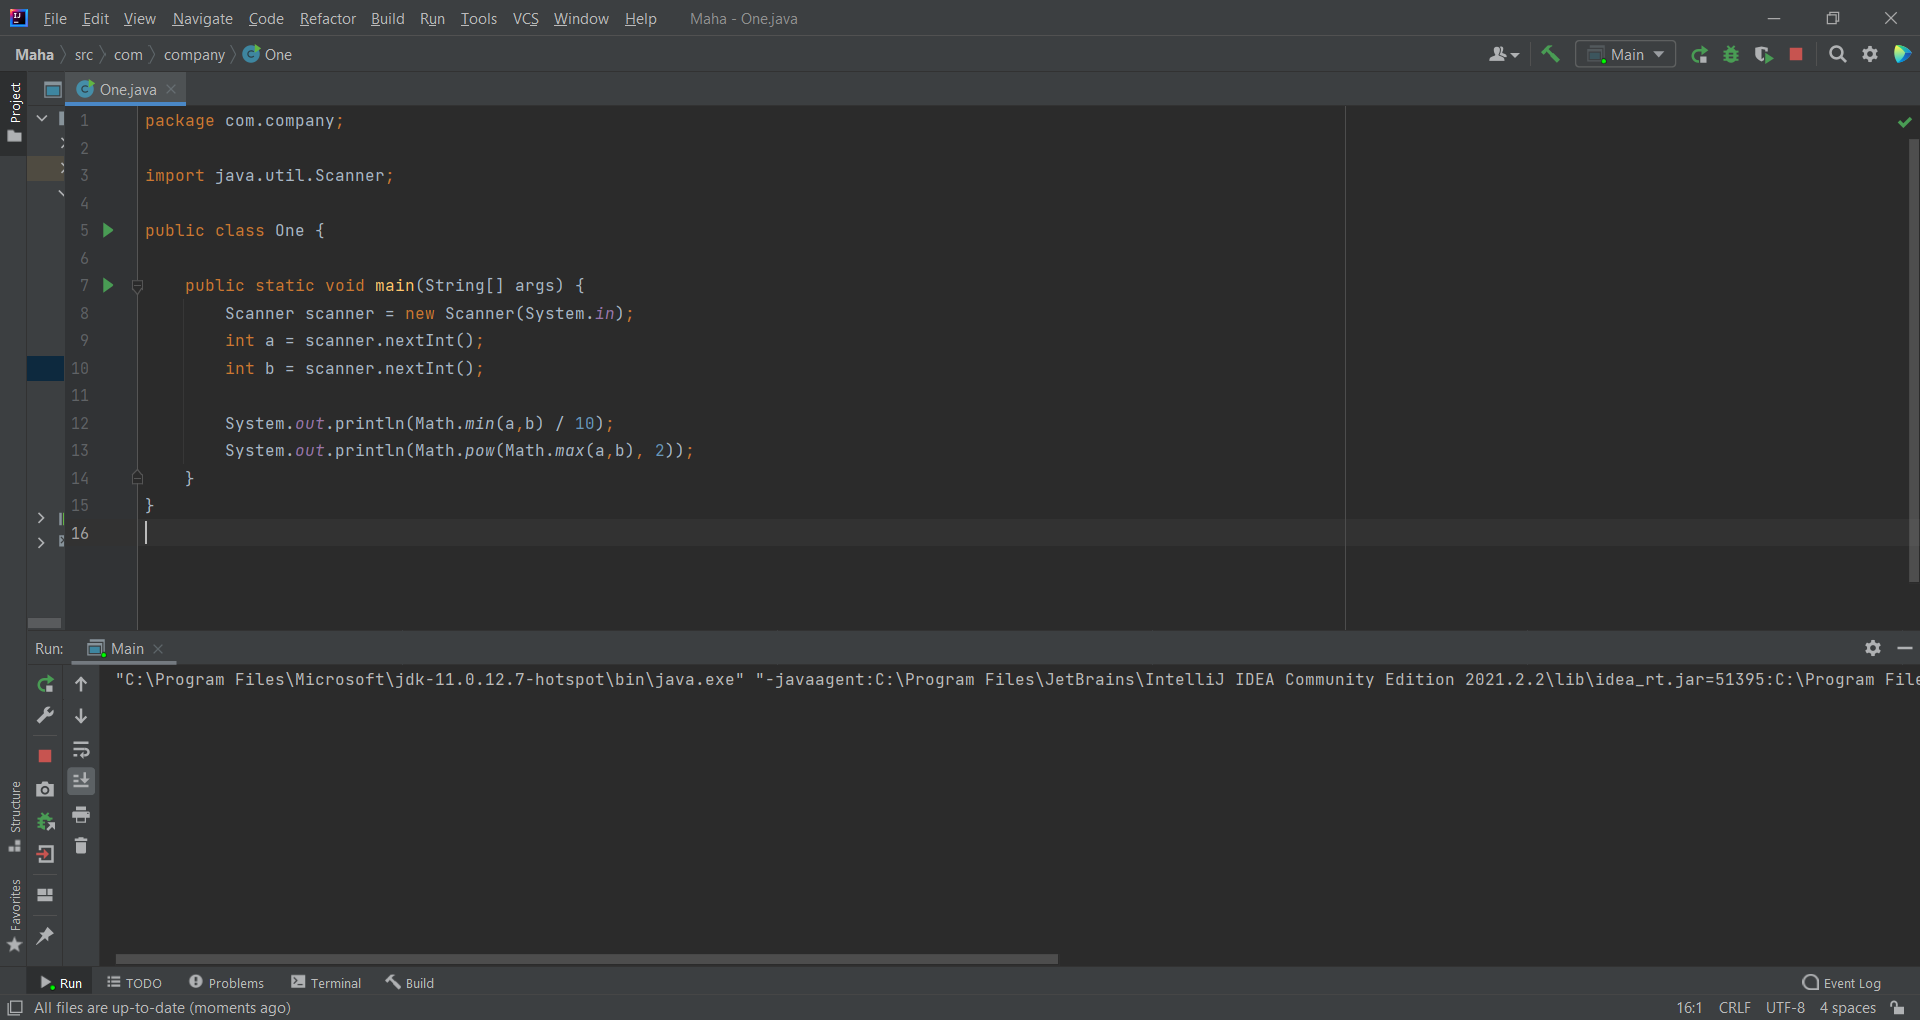 File Edit View Navigate Code Refactor Build Run Tools VCS Window Help Maha - One.java
Maha src com company One Main
Project
One.java
1 package com.company;
2
3 import java.util.Scanner;
4
5 public class One {
6
7 public static void main(String[] args) {
8 Scanner scanner = new Scanner(System.in);
9 int a = scanner.nextInt();
10 int b = scanner.nextInt();
11
12 System.out.println(Math.min(a,b) / 10);
13 System.out.println(Math.pow(Math.max(a,b), 2));
14 }
15 }
16
Run: Main
"C:\Program Files\Microsoft\jdk-11.0.12.7-hotspot\bin\java.exe" "-javaagent:C:\Program Files\JetBrains\IntelliJ IDEA Community Edition 2021.2.2\lib\idea_rt.jar=51395:C:\Program File
Structure
Favorites
Run TODO Problems Terminal Build Event Log
All files are up-to-date (moments ago) 16:1 CRLF UTF-8 4 spaces